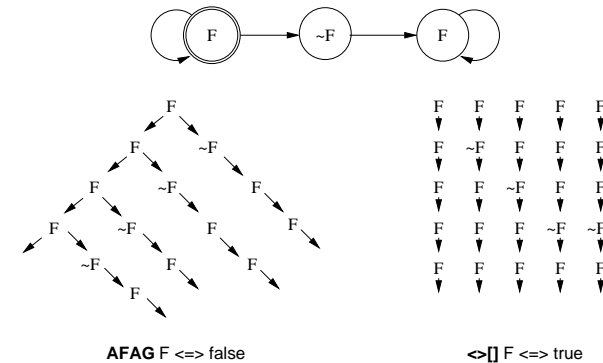 F ~F F
F F F F F F
F ~F F ~F F F F
F ~F F F F ~F F F
F ~F F F F F F ~F ~F
~F F F F F F F F
F
AFAG F <=> false <>[] F <=> true